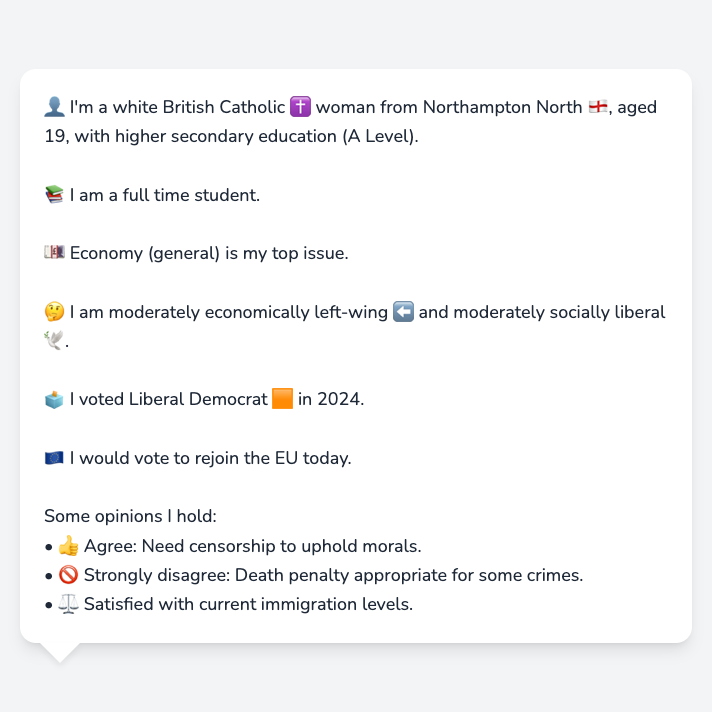 👤 I'm a white British Catholic ✝️ woman from Northampton North 🏴󠁧󠁢󠁥󠁮󠁧󠁿, aged
19, with higher secondary education (A Level).
📚 I am a full time student.
💷 Economy (general) is my top issue.
🤔 I am moderately economically left-wing ⬅️ and moderately socially liberal
🕊️.
🗳️ I voted Liberal Democrat 🟧 in 2024.
🇪🇺 I would vote to rejoin the EU today.
Some opinions I hold:
• 👍 Agree: Need censorship to uphold morals.
• 🚫 Strongly disagree: Death penalty appropriate for some crimes.
• ⚖️ Satisfied with current immigration levels.